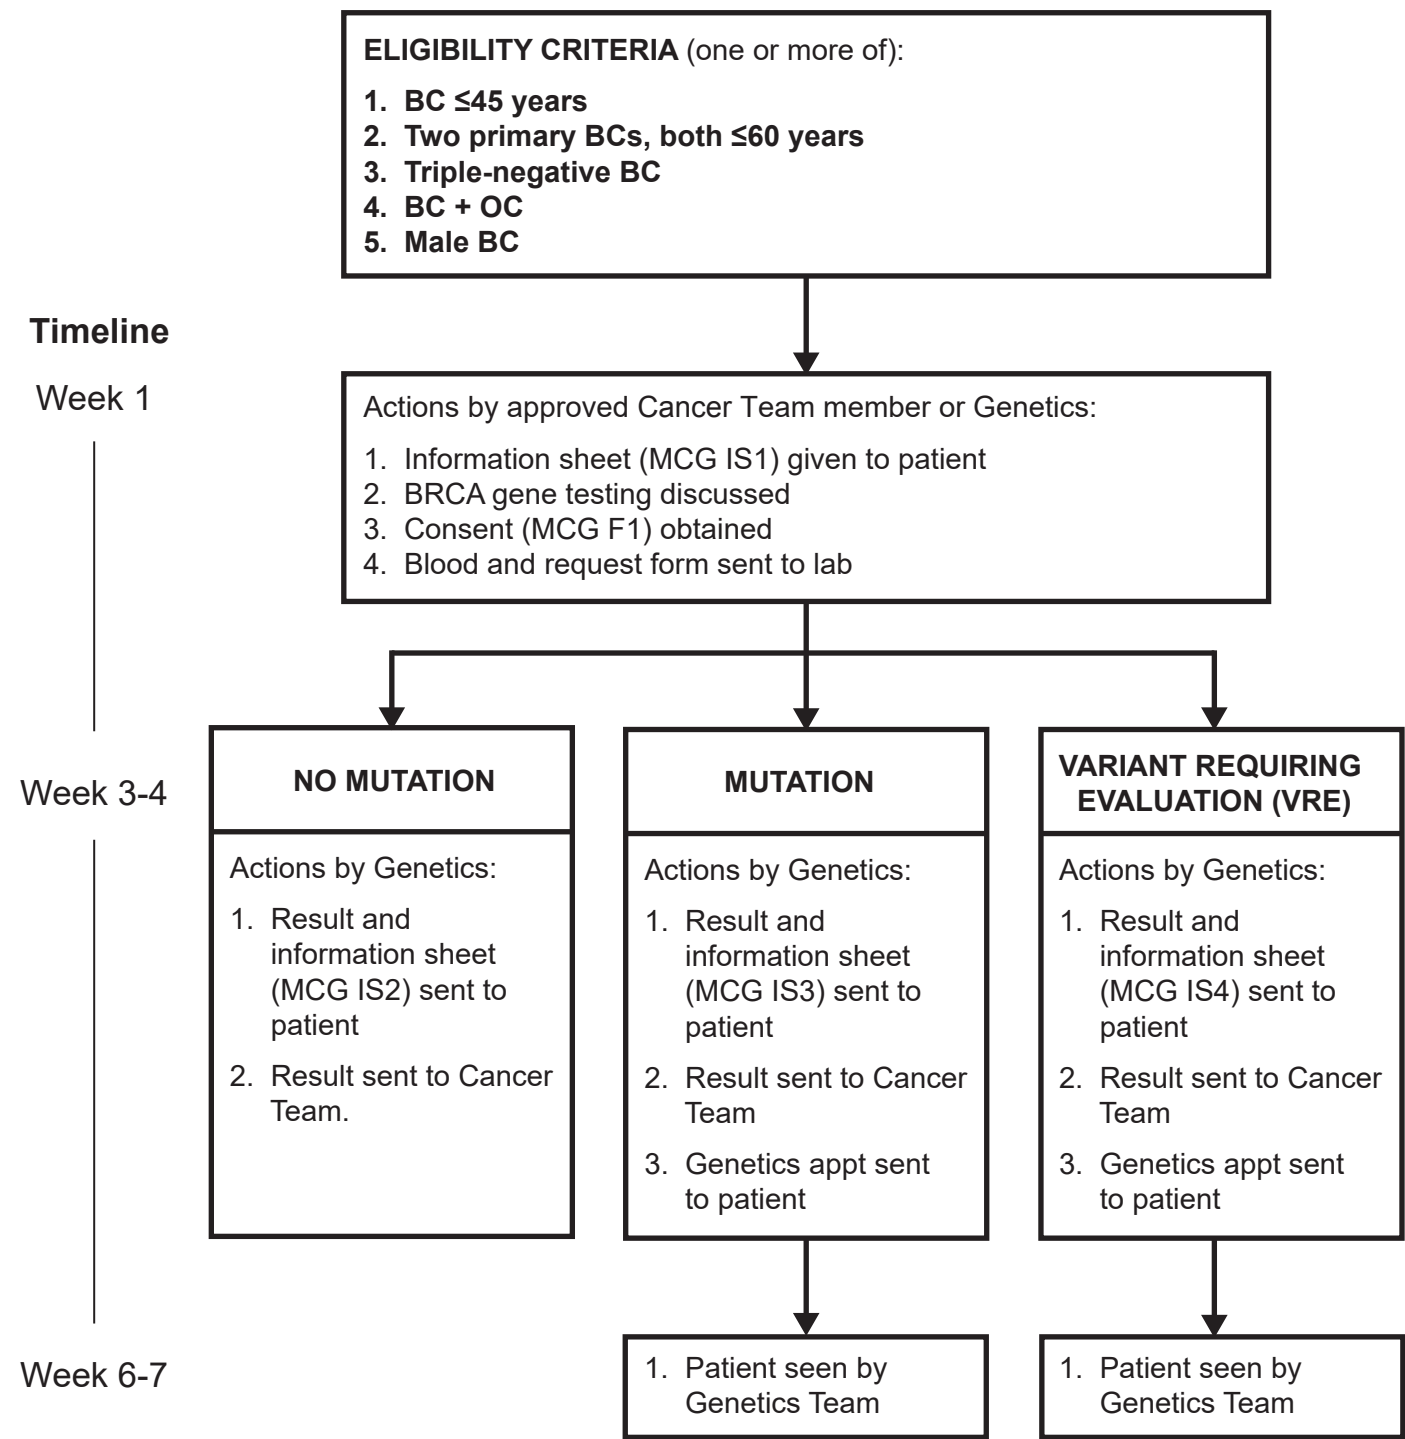 ELIGIBILITY CRITERIA (one or more of):
1. BC ≤45 years
2. Two primary BCs, both ≤60 years
3. Triple-negative BC
4. BC + OC
5. Male BC
Timeline
Week 1
Actions by approved Cancer Team member or Genetics:
1. Information sheet (MCG IS1) given to patient
2. BRCA gene testing discussed
3. Consent (MCG F1) obtained
4. Blood and request form sent to lab
Week 3-4
NO MUTATION
Actions by Genetics:
1. Result and
information sheet
(MCG IS2) sent to
patient
2. Result sent to Cancer
Team.
MUTATION
Actions by Genetics:
1. Result and
information sheet
(MCG IS3) sent to
patient
2. Result sent to Cancer
Team
3. Genetics appt sent
to patient
VARIANT REQUIRING
EVALUATION (VRE)
Actions by Genetics:
1. Result and
information sheet
(MCG IS4) sent to
patient
2. Result sent to Cancer
Team
3. Genetics appt sent
to patient
Week 6-7
1. Patient seen by
Genetics Team
1. Patient seen by
Genetics Team